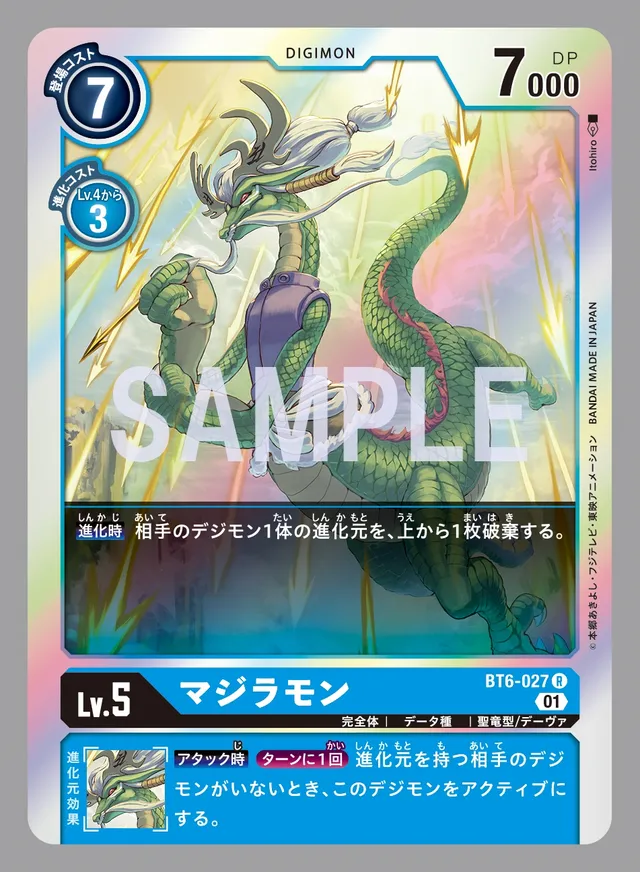 登場コスト
7
DIGIMON
7000
DP
進化コスト
Lv.4から
3
Itohiro
SAMPLE
BANDAI MADE IN JAPAN
© 本郷あきよし・フジテレビ・東映アニメーション
進化時 相手のデジモン1体の進化元を、上から1枚破棄する。
Lv.5
マジラモン
BT6-027 R
01
完全体 | データ種 | 聖竜型/デーヴァ
進化元効果
アタック時 ターンに1回 進化元を持つ相手のデジ
モンがいないとき、このデジモンをアクティブに
する。